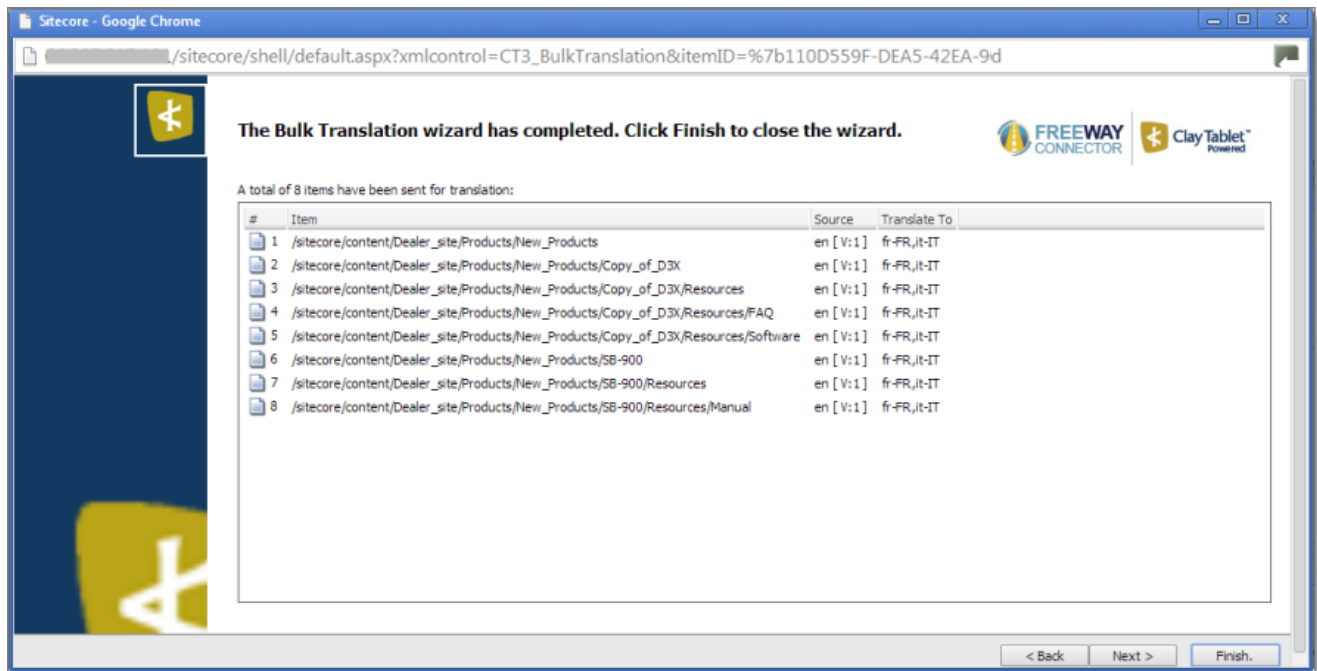 Sitecore - Google Chrome
/sitecore/shell/default.aspx?xmlcontrol=CT3_BulkTranslation&itemID=%7b110D559F-DEA5-42EA-9d
The Bulk Translation wizard has completed. Click Finish to close the wizard.
FREEWAY
CONNECTOR
Clay Tablet™
Powered
A total of 8 items have been sent for translation:
# Item Source Translate To
1 /sitecore/content/Dealer_site/Products/New_Products en [ V:1 ] fr-FR,it-IT
2 /sitecore/content/Dealer_site/Products/New_Products/Copy_of_D3X en [ V:1 ] fr-FR,it-IT
3 /sitecore/content/Dealer_site/Products/New_Products/Copy_of_D3X/Resources en [ V:1 ] fr-FR,it-IT
4 /sitecore/content/Dealer_site/Products/New_Products/Copy_of_D3X/Resources/FAQ en [ V:1 ] fr-FR,it-IT
5 /sitecore/content/Dealer_site/Products/New_Products/Copy_of_D3X/Resources/Software en [ V:1 ] fr-FR,it-IT
6 /sitecore/content/Dealer_site/Products/New_Products/SB-900 en [ V:1 ] fr-FR,it-IT
7 /sitecore/content/Dealer_site/Products/New_Products/SB-900/Resources en [ V:1 ] fr-FR,it-IT
8 /sitecore/content/Dealer_site/Products/New_Products/SB-900/Resources/Manual en [ V:1 ] fr-FR,it-IT
< Back Next > Finish.